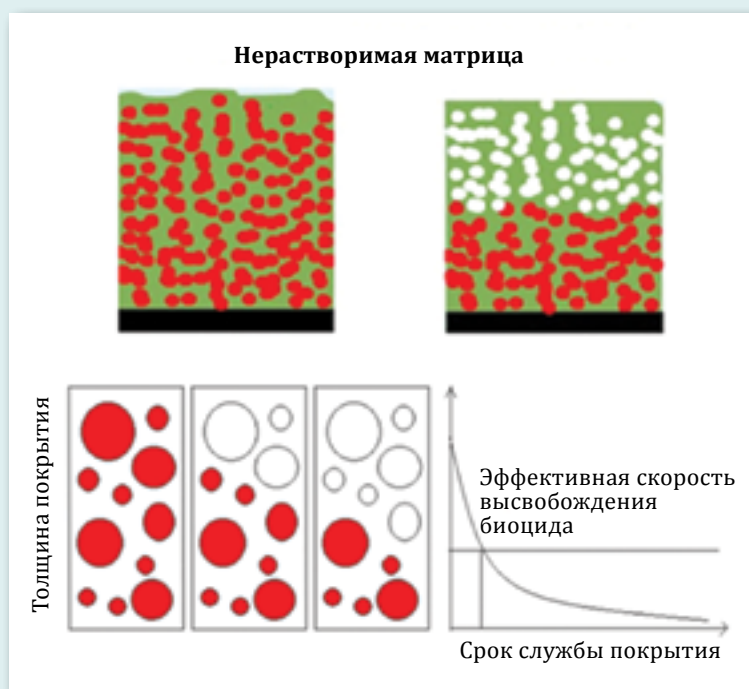 Нерастворимая матрица
Толщина покрытия
Эффективная скорость
высвобождения
биоцида
Срок службы покрытия